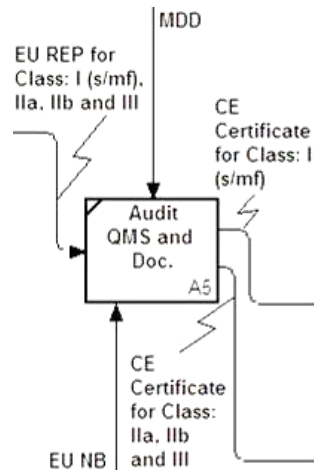 MDD
EU REP for
Class: I (s/mf),
IIa, IIb and III
CE
Certificate
for Class: I
(s/mf)
Audit
QMS and
Doc.
A5
CE
Certificate
for Class:
IIa, IIb
and III
EU NB